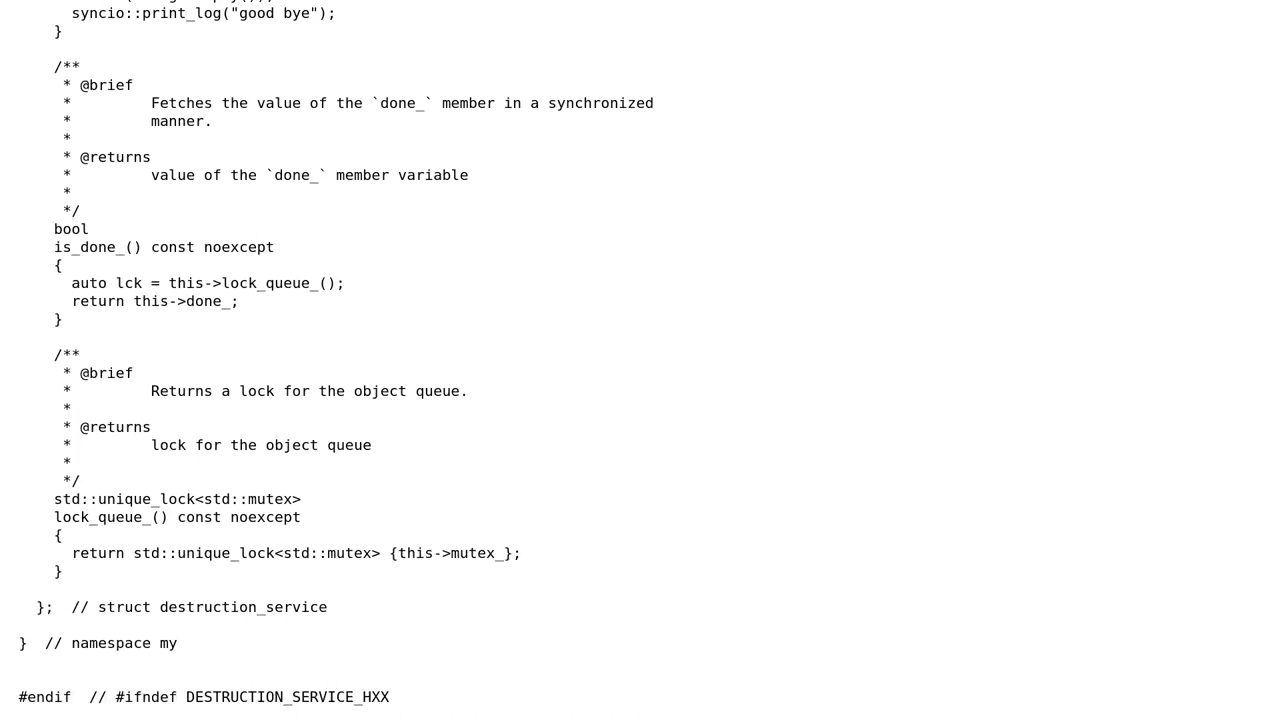 syncio::print_log("good bye");
}
/**
* @brief
* Fetches the value of the `done_` member in a synchronized
* manner.
*
* @returns
* value of the `done_` member variable
*
*/
bool
is_done_() const noexcept
{
auto lck = this->lock_queue_();
return this->done_;
}
/**
* @brief
* Returns a lock for the object queue.
*
* @returns
* lock for the object queue
*
*/
std::unique_lock<std::mutex>
lock_queue_() const noexcept
{
return std::unique_lock<std::mutex> {this->mutex_};
}
};  // struct destruction_service
}  // namespace my
#endif  // #ifndef DESTRUCTION_SERVICE_HXX